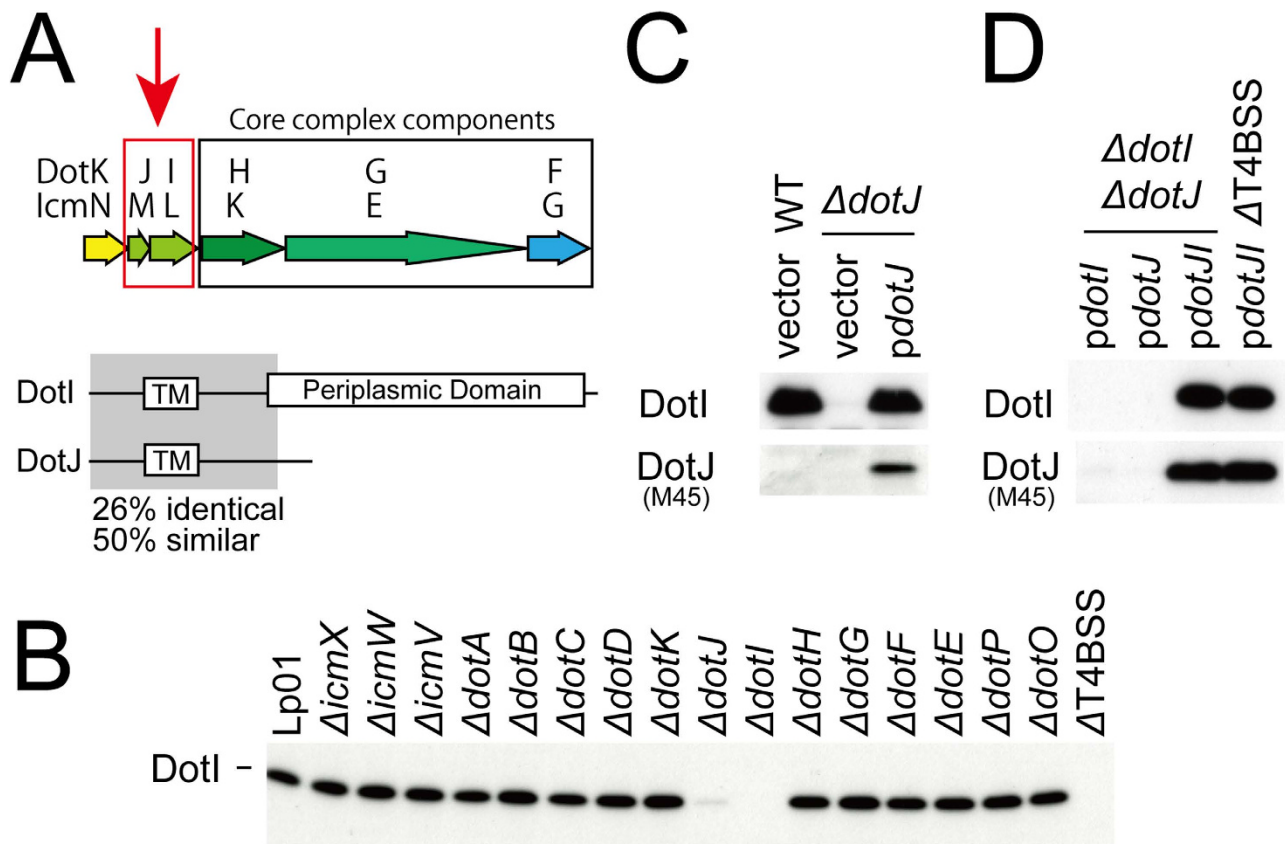 A
Core complex components
DotK J I H G F
IcmN M L K E G
DotI TM Periplasmic Domain
DotJ TM
26% identical
50% similar
C
WT
ΔdotJ
vector
vector
pdotJ
DotI
DotJ
(M45)
D
ΔdotI
ΔdotJ
ΔT4BSS
pdotI
pdotJ
pdotJI
pdotJI
DotI
DotJ
(M45)
B
Lp01
ΔicmX
ΔicmW
ΔicmV
ΔdotA
ΔdotB
ΔdotC
ΔdotD
ΔdotK
ΔdotJ
ΔdotI
ΔdotH
ΔdotG
ΔdotF
ΔdotE
ΔdotP
ΔdotO
ΔT4BSS
DotI –